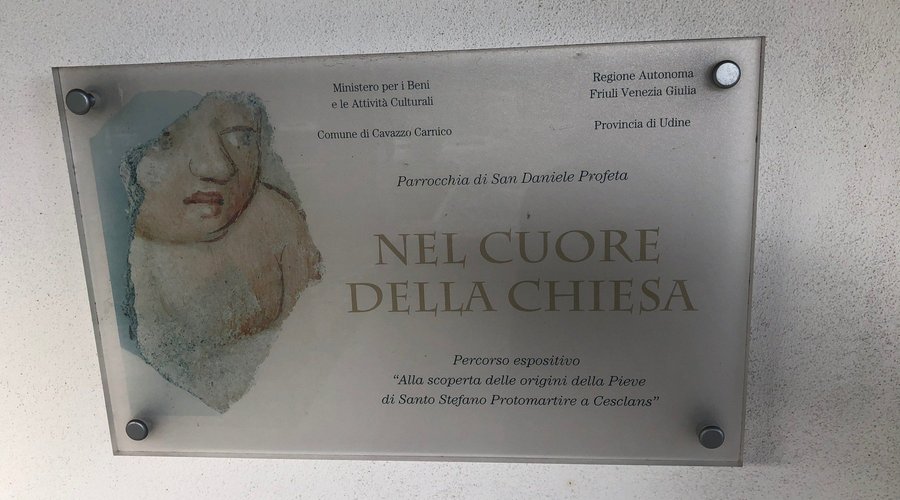 Ministero per i Beni
e le Attività Culturali
Comune di Cavazzo Carnico
Regione Autonoma
Friuli Venezia Giulia
Provincia di Udine
Parrocchia di San Daniele Profeta
NEL CUORE
DELLA CHIESA
Percorso espositivo
“Alla scoperta delle origini della Pieve
di Santo Stefano Protomartire a Cesclans”